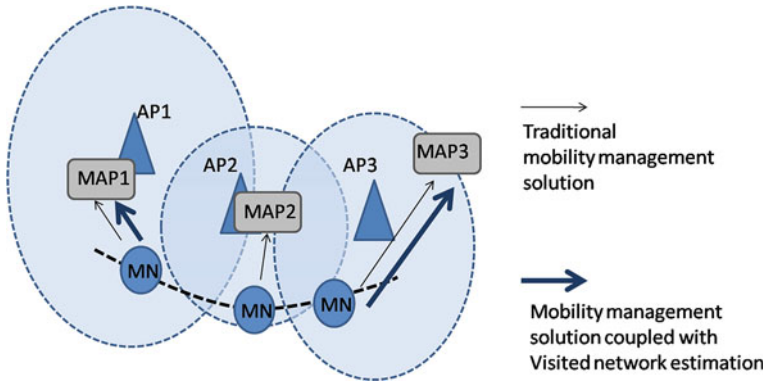 AP1
MAP1
AP2
MAP2
AP3
MAP3
MN
MN
MN
Traditional
mobility management
solution
Mobility management
solution coupled with
Visited network estimation